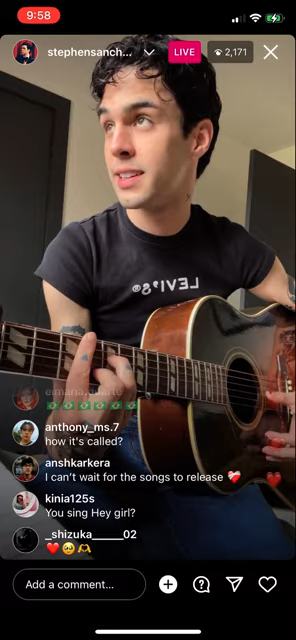 9:58
stephensanch...
LIVE
2,171
LEVI'S®
anthony_ms.7
how it's called?
anshkarkera
I can't wait for the songs to release ❤️‍🩹 ❤️
kinia125s
You sing Hey girl?
_shizuka_____02
❤️🥺🫶
Add a comment...